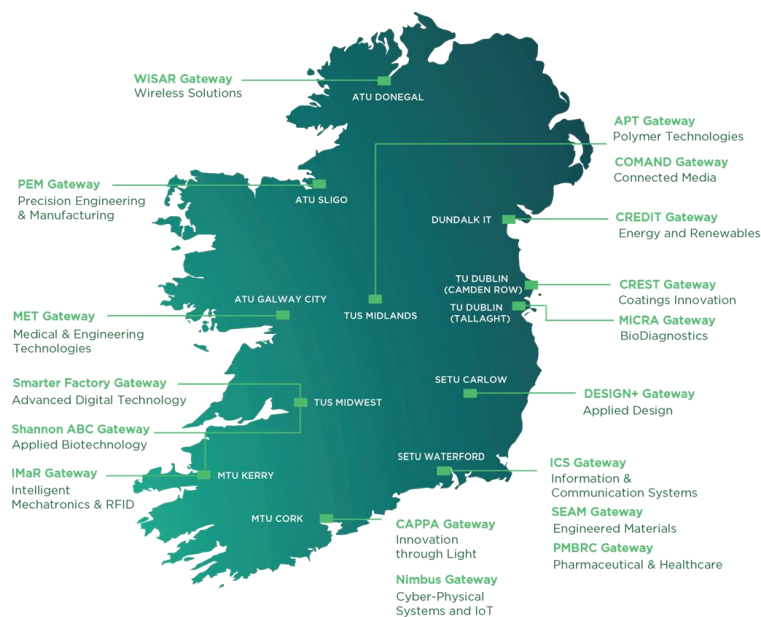 WiSAR Gateway
Wireless Solutions
ATU DONEGAL
APT Gateway
Polymer Technologies
COMAND Gateway
Connected Media
PEM Gateway
Precision Engineering
& Manufacturing
ATU SLIGO
DUNDALK IT
CREDIT Gateway
Energy and Renewables
TU DUBLIN
(CAMDEN ROW)
CREST Gateway
Coatings Innovation
ATU GALWAY CITY
TUS MIDLANDS
TU DUBLIN
(TALLAGHT)
MiCRA Gateway
BioDiagnostics
MET Gateway
Medical & Engineering
Technologies
Smarter Factory Gateway
Advanced Digital Technology
TUS MIDWEST
SETU CARLOW
DESIGN+ Gateway
Applied Design
Shannon ABC Gateway
Applied Biotechnology
IMaR Gateway
Intelligent
Mechatronics & RFID
MTU KERRY
SETU WATERFORD
ICS Gateway
Information &
Communication Systems
SEAM Gateway
Engineered Materials
PMBRC Gateway
Pharmaceutical & Healthcare
MTU CORK
CAPPA Gateway
Innovation
through Light
Nimbus Gateway
Cyber-Physical
Systems and IoT